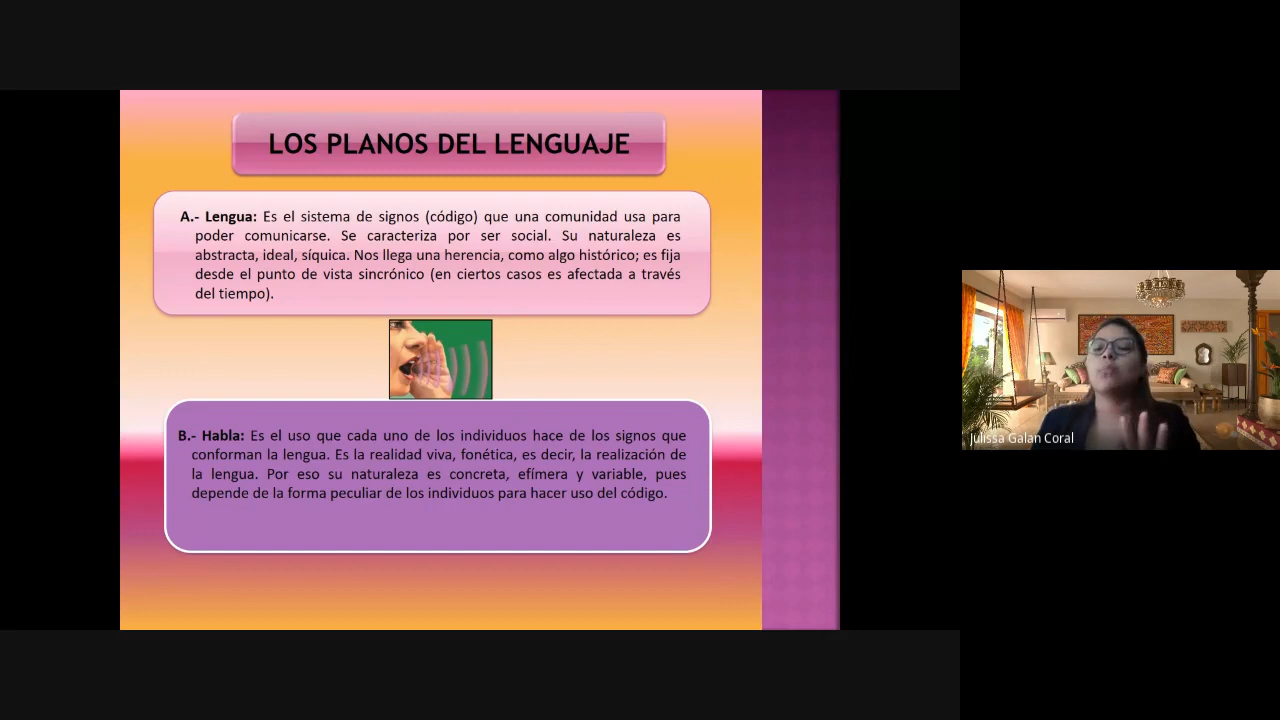 LOS PLANOS DEL LENGUAJE
A.- Lengua: Es el sistema de signos (código) que una comunidad usa para
poder comunicarse. Se caracteriza por ser social. Su naturaleza es
abstracta, ideal, síquica. Nos llega una herencia, como algo histórico; es fija
desde el punto de vista sincrónico (en ciertos casos es afectada a través
del tiempo).
B.- Habla: Es el uso que cada uno de los individuos hace de los signos que
conforman la lengua. Es la realidad viva, fonética, es decir, la realización de
la lengua. Por eso su naturaleza es concreta, efímera y variable, pues
depende de la forma peculiar de los individuos para hacer uso del código.
Julissa Galan Coral